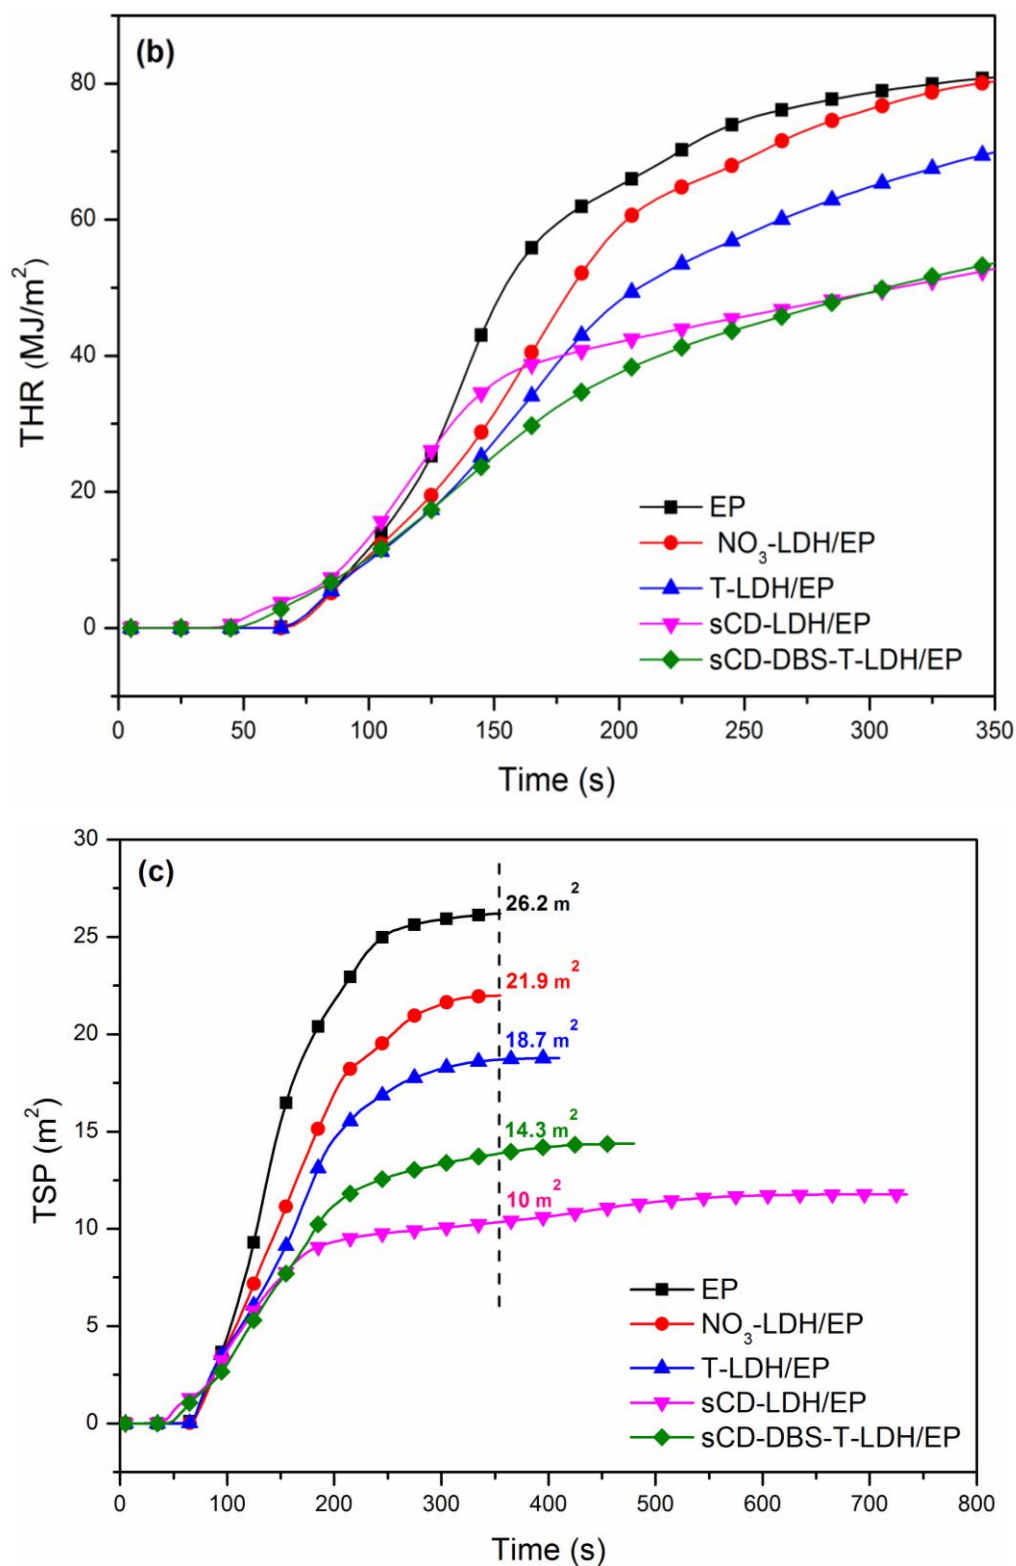 (b)
THR (MJ/m²)
80
60
40
20
0
EP
NO₃-LDH/EP
T-LDH/EP
sCD-LDH/EP
sCD-DBS-T-LDH/EP
0 50 100 150 200 250 300 350
Time (s)
(c)
TSP (m²)
30
25
20
15
10
5
0
26.2 m²
21.9 m²
18.7 m²
14.3 m²
10 m²
EP
NO₃-LDH/EP
T-LDH/EP
sCD-LDH/EP
sCD-DBS-T-LDH/EP
0 100 200 300 400 500 600 700 800
Time (s)